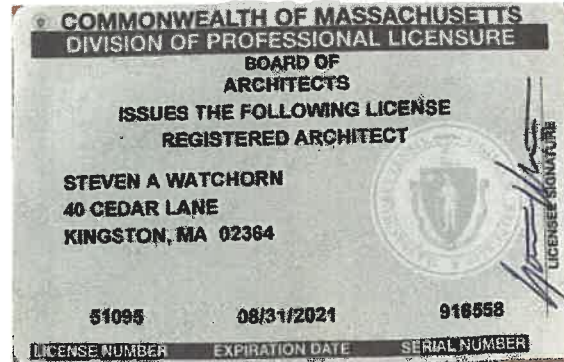 COMMONWEALTH OF MASSACHUSETTS
DIVISION OF PROFESSIONAL LICENSURE
BOARD OF
ARCHITECTS
ISSUES THE FOLLOWING LICENSE
REGISTERED ARCHITECT
STEVEN A WATCHORN
40 CEDAR LANE
KINGSTON, MA 02364
LICENSEE SIGNATURE
51095 08/31/2021 916558
LICENSE NUMBER EXPIRATION DATE SERIAL NUMBER